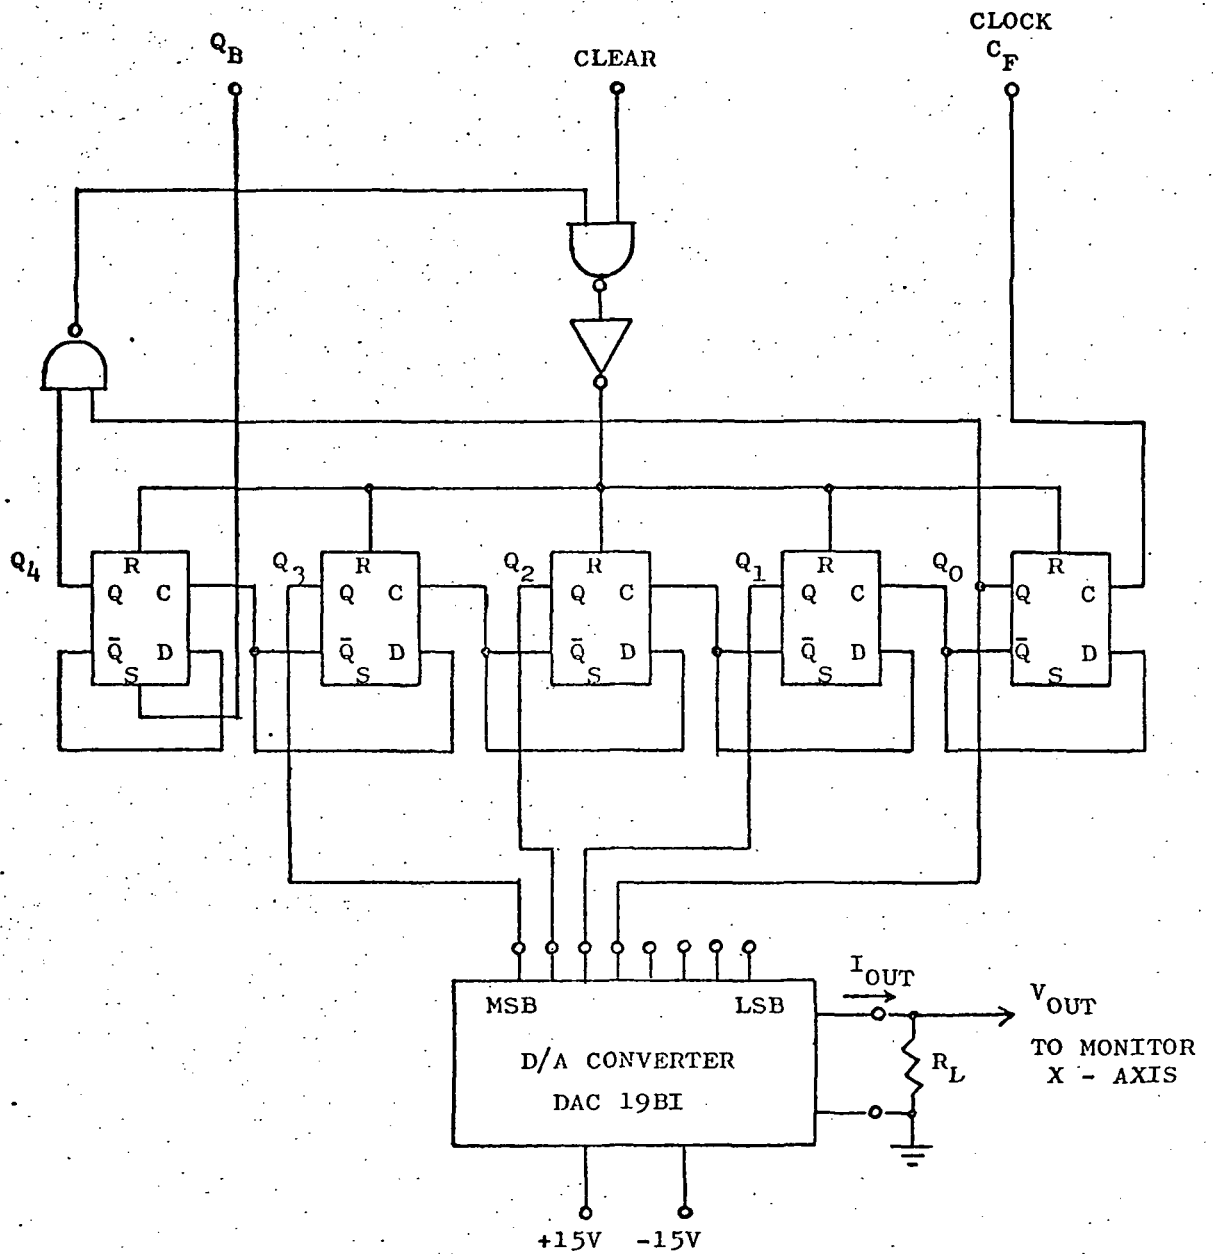 Q_B
CLEAR
CLOCK
C_F
Q_4
R
Q C
Q̄ D
S
Q_3
R
Q C
Q̄ D
S
Q_2
R
Q C
Q̄ D
S
Q_1
R
Q C
Q̄ D
S
Q_0
R
Q C
Q̄ D
S
MSB LSB
D/A CONVERTER
DAC 19BI
I_OUT
V_OUT
TO MONITOR
X - AXIS
R_L
+15V -15V